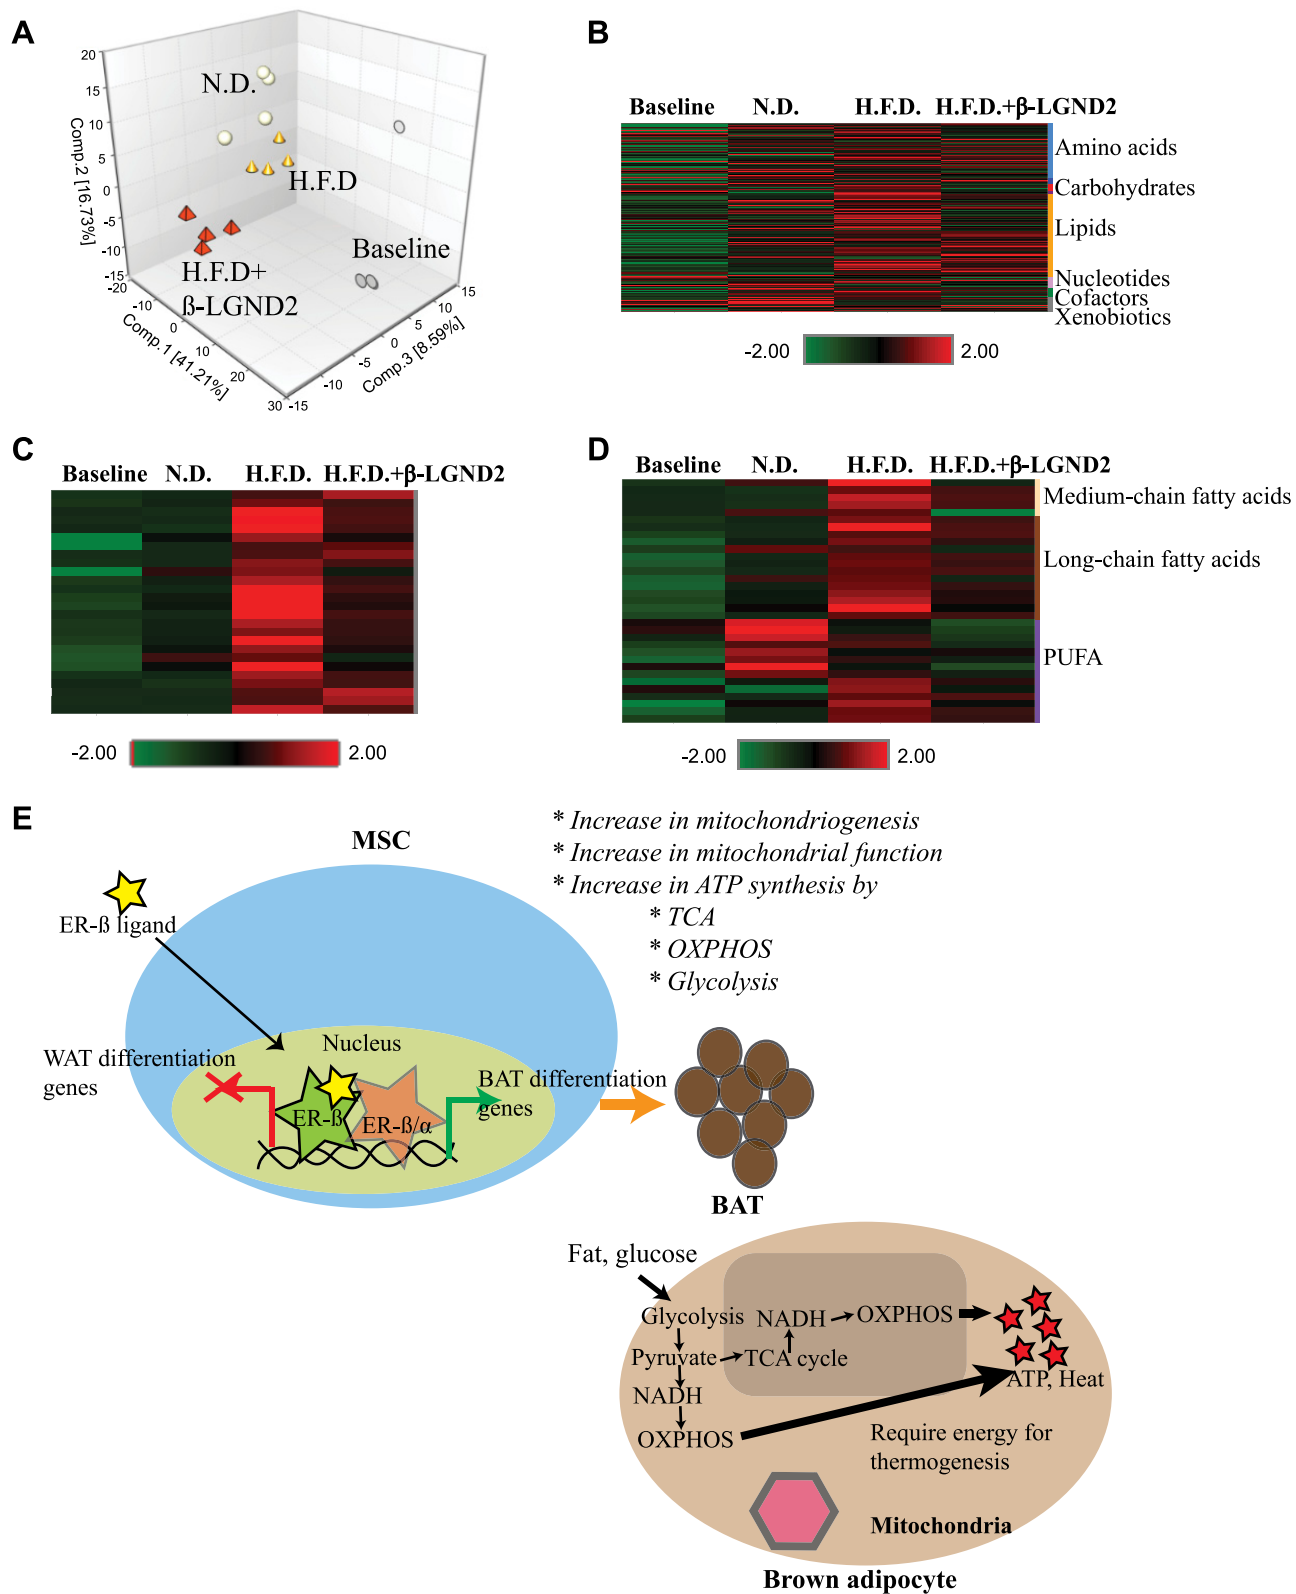 A
N.D.
H.F.D
Baseline
H.F.D+
ß-LGND2
20
15
10
5
0
-5
-10
-15
Comp.2 [16.73%]
-20
-10
0
10
20
30
Comp.1 [41.21%]
-15
-10
-5
0
5
10
15
Comp.3 [8.59%]
B
Baseline N.D. H.F.D. H.F.D.+β-LGND2
Amino acids
Carbohydrates
Lipids
Nucleotides
Cofactors
Xenobiotics
-2.00 2.00
C
Baseline N.D. H.F.D. H.F.D.+β-LGND2
-2.00 2.00
D
Baseline N.D. H.F.D. H.F.D.+β-LGND2
Medium-chain fatty acids
Long-chain fatty acids
PUFA
-2.00 2.00
E
MSC
* Increase in mitochondriogenesis
* Increase in mitochondrial function
* Increase in ATP synthesis by
* TCA
* OXPHOS
* Glycolysis
ER-ß ligand
Nucleus
WAT differentiation
genes
BAT differentiation
genes
ER-ß
ER-ß/α
BAT
Fat, glucose
Glycolysis
NADH
OXPHOS
Pyruvate
TCA cycle
NADH
OXPHOS
ATP, Heat
Require energy for
thermogenesis
Mitochondria
Brown adipocyte